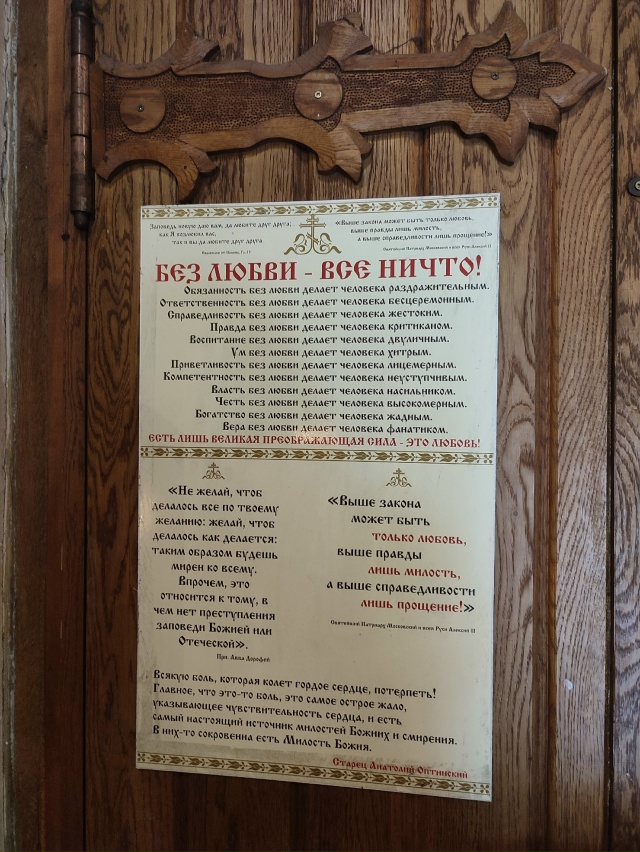 Заповедь новую даю вам, да любите друг друга;
как Я возлюбил вас,
так и вы да любите друг друга
«Выше закона может быть только любовь,
выше правды лишь милость,
а выше справедливости лишь прощение!»
Святейший Патриарх Московский и всея Руси Алексий II
БЕЗ ЛЮБВИ - ВСЕ НИЧТО!
Обязанность без любви делает человека раздражительным.
Ответственность без любви делает человека бесцеремонным.
Справедливость без любви делает человека жестоким.
Правда без любви делает человека критиканом.
Воспитание без любви делает человека двуличным.
Ум без любви делает человека хитрым.
Приветливость без любви делает человека лицемерным.
Компетентность без любви делает человека неуступчивым.
Власть без любви делает человека насильником.
Честь без любви делает человека высокомерным.
Богатство без любви делает человека жадным.
Вера без любви делает человека фанатиком.
ЕСТЬ ЛИШЬ ВЕЛИКАЯ ПРЕОБРАЖАЮЩАЯ СИЛА - ЭТО ЛЮБОВЬ!
«Не желай, чтоб
делалось все по твоему
желанию: желай, чтоб
делалось как делается:
таким образом будешь
мирен ко всему.
Впрочем, это
относится к тому, в
чем нет преступления
заповеди Божией или
Отеческой».
Прп. Авва Дорофей
«Выше закона
может быть
только любовь,
выше правды
лишь милость,
а выше справедливости
лишь прощение!»
Святейший Патриарх Московский и всея Руси Алексий II
Всякую боль, которая колет гордое сердце, потерпеть!
Главное, что это-то боль, это самое острое жало,
указывающее чувствительность сердца, и есть
самый настоящий источник милостей Божиих и смирения.
В них-то сокровенна есть Милость Божия.
Старец Анатолий Оптинский